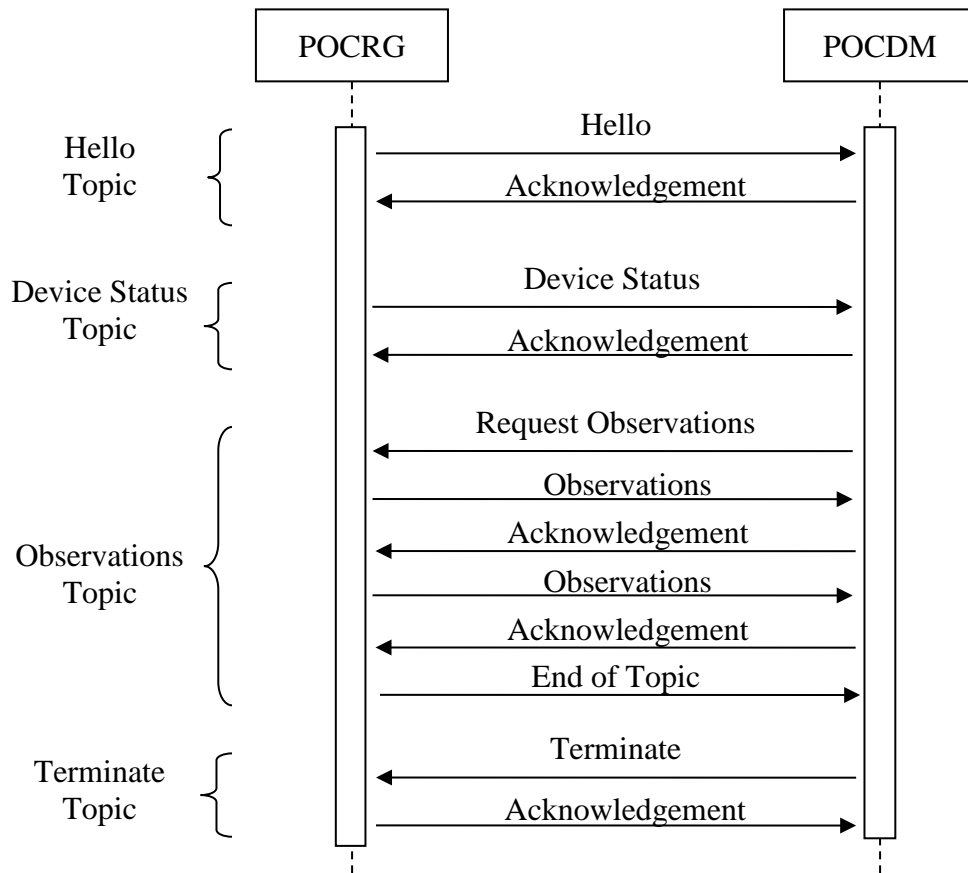 POCRG
POCDM
Hello
Topic
Hello
Acknowledgement
Device Status
Topic
Device Status
Acknowledgement
Observations
Topic
Request Observations
Observations
Acknowledgement
Observations
Acknowledgement
End of Topic
Terminate
Topic
Terminate
Acknowledgement